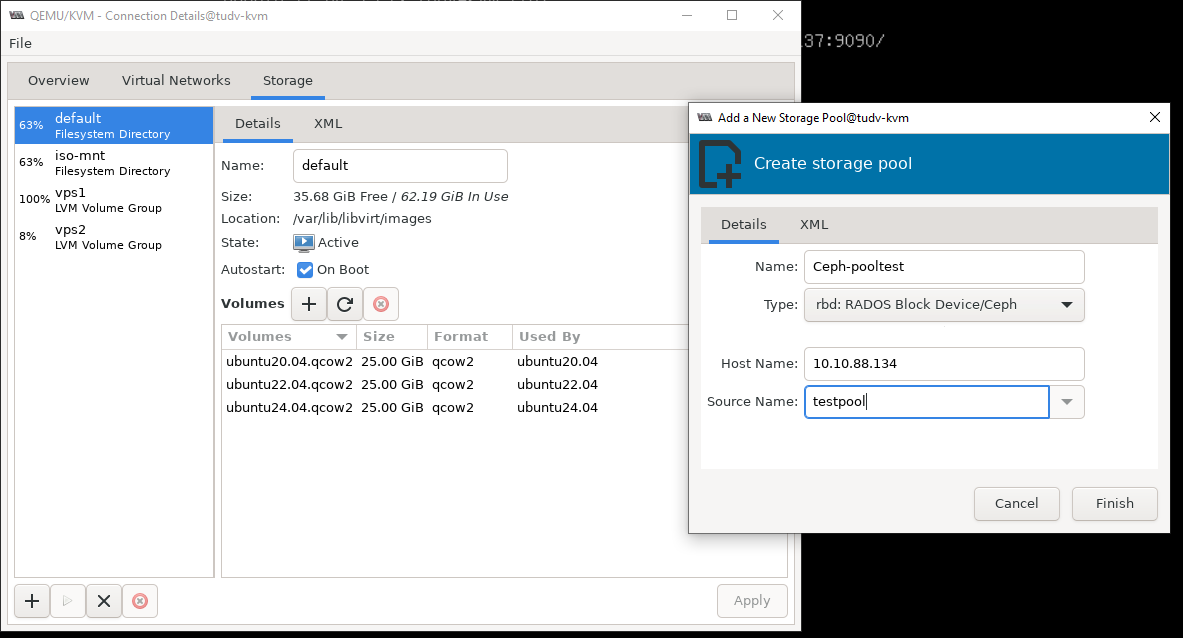 QEMU/KVM - Connection Details@tudv-kvm
37:9090/
File
Overview Virtual Networks Storage
63% default
Filesystem Directory
63% iso-mnt
Filesystem Directory
100% vps1
LVM Volume Group
8% vps2
LVM Volume Group
Details XML
Name: default
Size: 35.68 GiB Free / 62.19 GiB In Use
Location: /var/lib/libvirt/images
State: Active
Autostart: On Boot
Volumes
Volumes Size Format Used By
ubuntu20.04.qcow2 25.00 GiB qcow2 ubuntu20.04
ubuntu22.04.qcow2 25.00 GiB qcow2 ubuntu22.04
ubuntu24.04.qcow2 25.00 GiB qcow2 ubuntu24.04
Apply
Add a New Storage Pool@tudv-kvm
Create storage pool
Details XML
Name: Ceph-pooltest
Type: rbd: RADOS Block Device/Ceph
Host Name: 10.10.88.134
Source Name: testpool
Cancel Finish